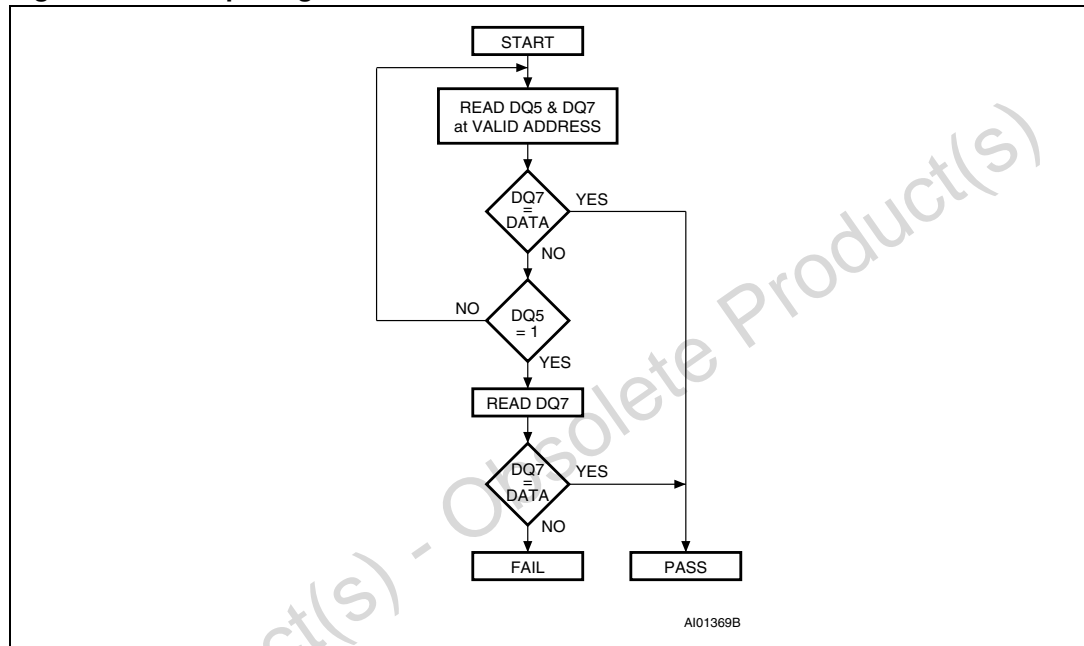 START
READ DQ5 & DQ7
at VALID ADDRESS
DQ7
=
DATA
YES
NO
DQ5
= 1
NO
YES
READ DQ7
DQ7
=
DATA
YES
NO
FAIL
PASS
AI01369B
ct(s) - Obsolete Product(s)